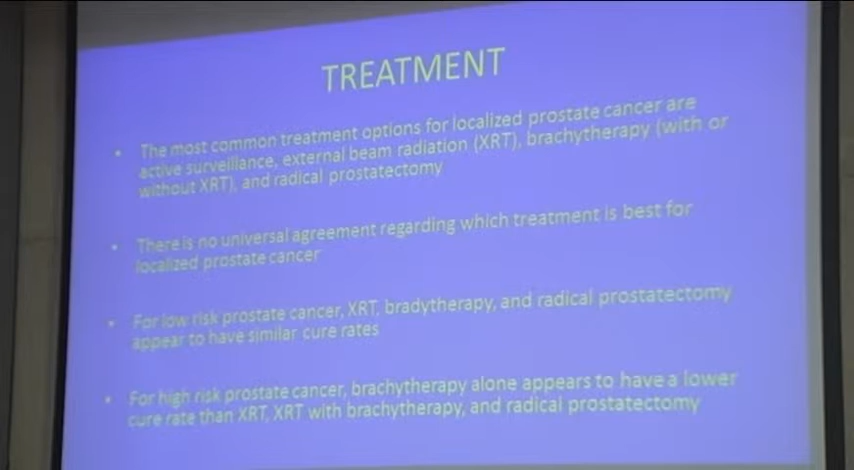 TREATMENT
• The most common treatment options for localized prostate cancer are
active surveillance, external beam radiation (XRT), brachytherapy (with or
without XRT), and radical prostatectomy
• There is no universal agreement regarding which treatment is best for
localized prostate cancer
• For low risk prostate cancer, XRT, bradytherapy, and radical prostatectomy
appear to have similar cure rates
• For high risk prostate cancer, brachytherapy alone appears to have a lower
cure rate than XRT, XRT with brachytherapy, and radical prostatectomy